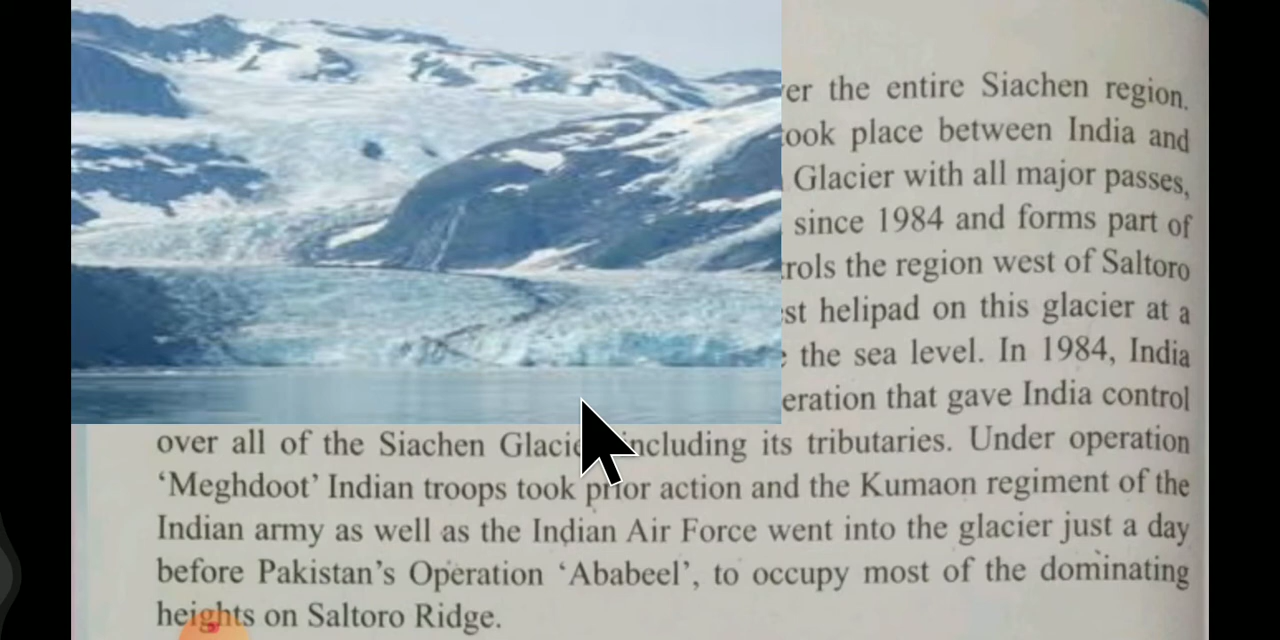 er the entire Siachen region.
ook place between India and
Glacier with all major passes,
since 1984 and forms part of
rols the region west of Saltoro
st helipad on this glacier at a
the sea level. In 1984, India
eration that gave India control
over all of the Siachen Glacie including its tributaries. Under operation
‘Meghdoot’ Indian troops took prior action and the Kumaon regiment of the
Indian army as well as the Indian Air Force went into the glacier just a day
before Pakistan’s Operation ‘Ababeel’, to occupy most of the dominating
heights on Saltoro Ridge.